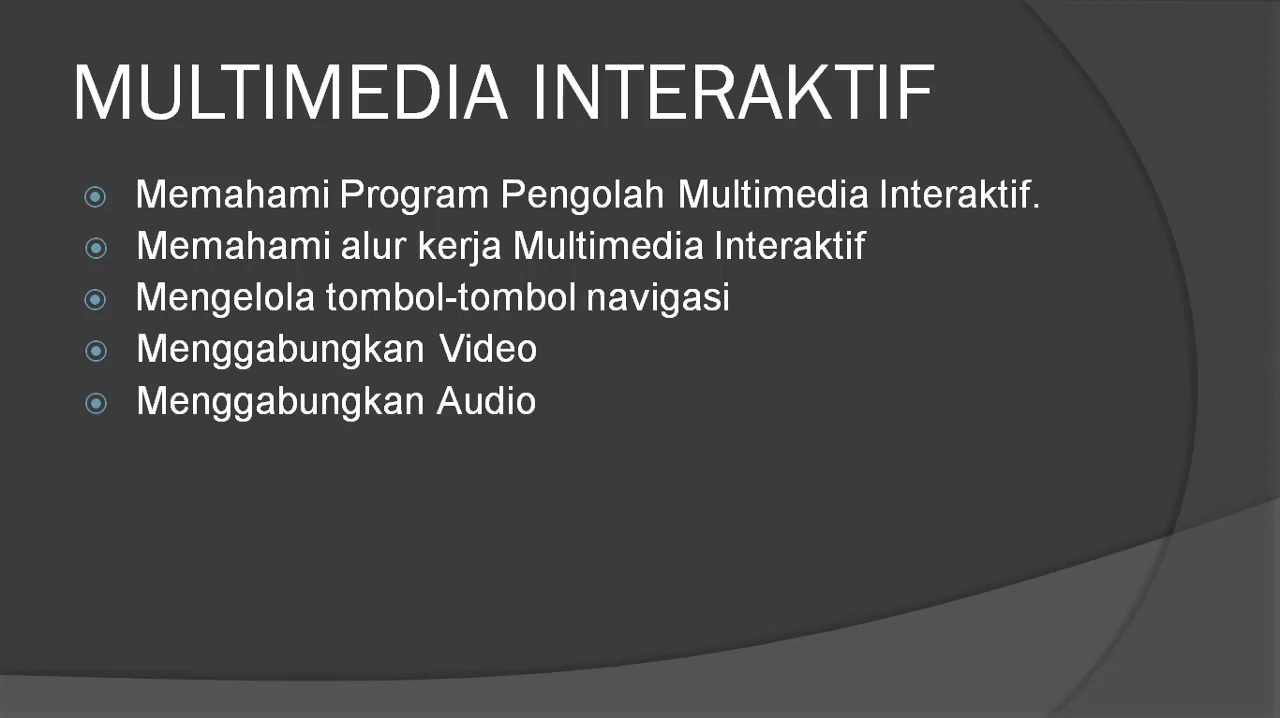 MULTIMEDIA INTERAKTIF
Memahami Program Pengolah Multimedia Interaktif.
Memahami alur kerja Multimedia Interaktif
Mengelola tombol-tombol navigasi
Menggabungkan Video
Menggabungkan Audio